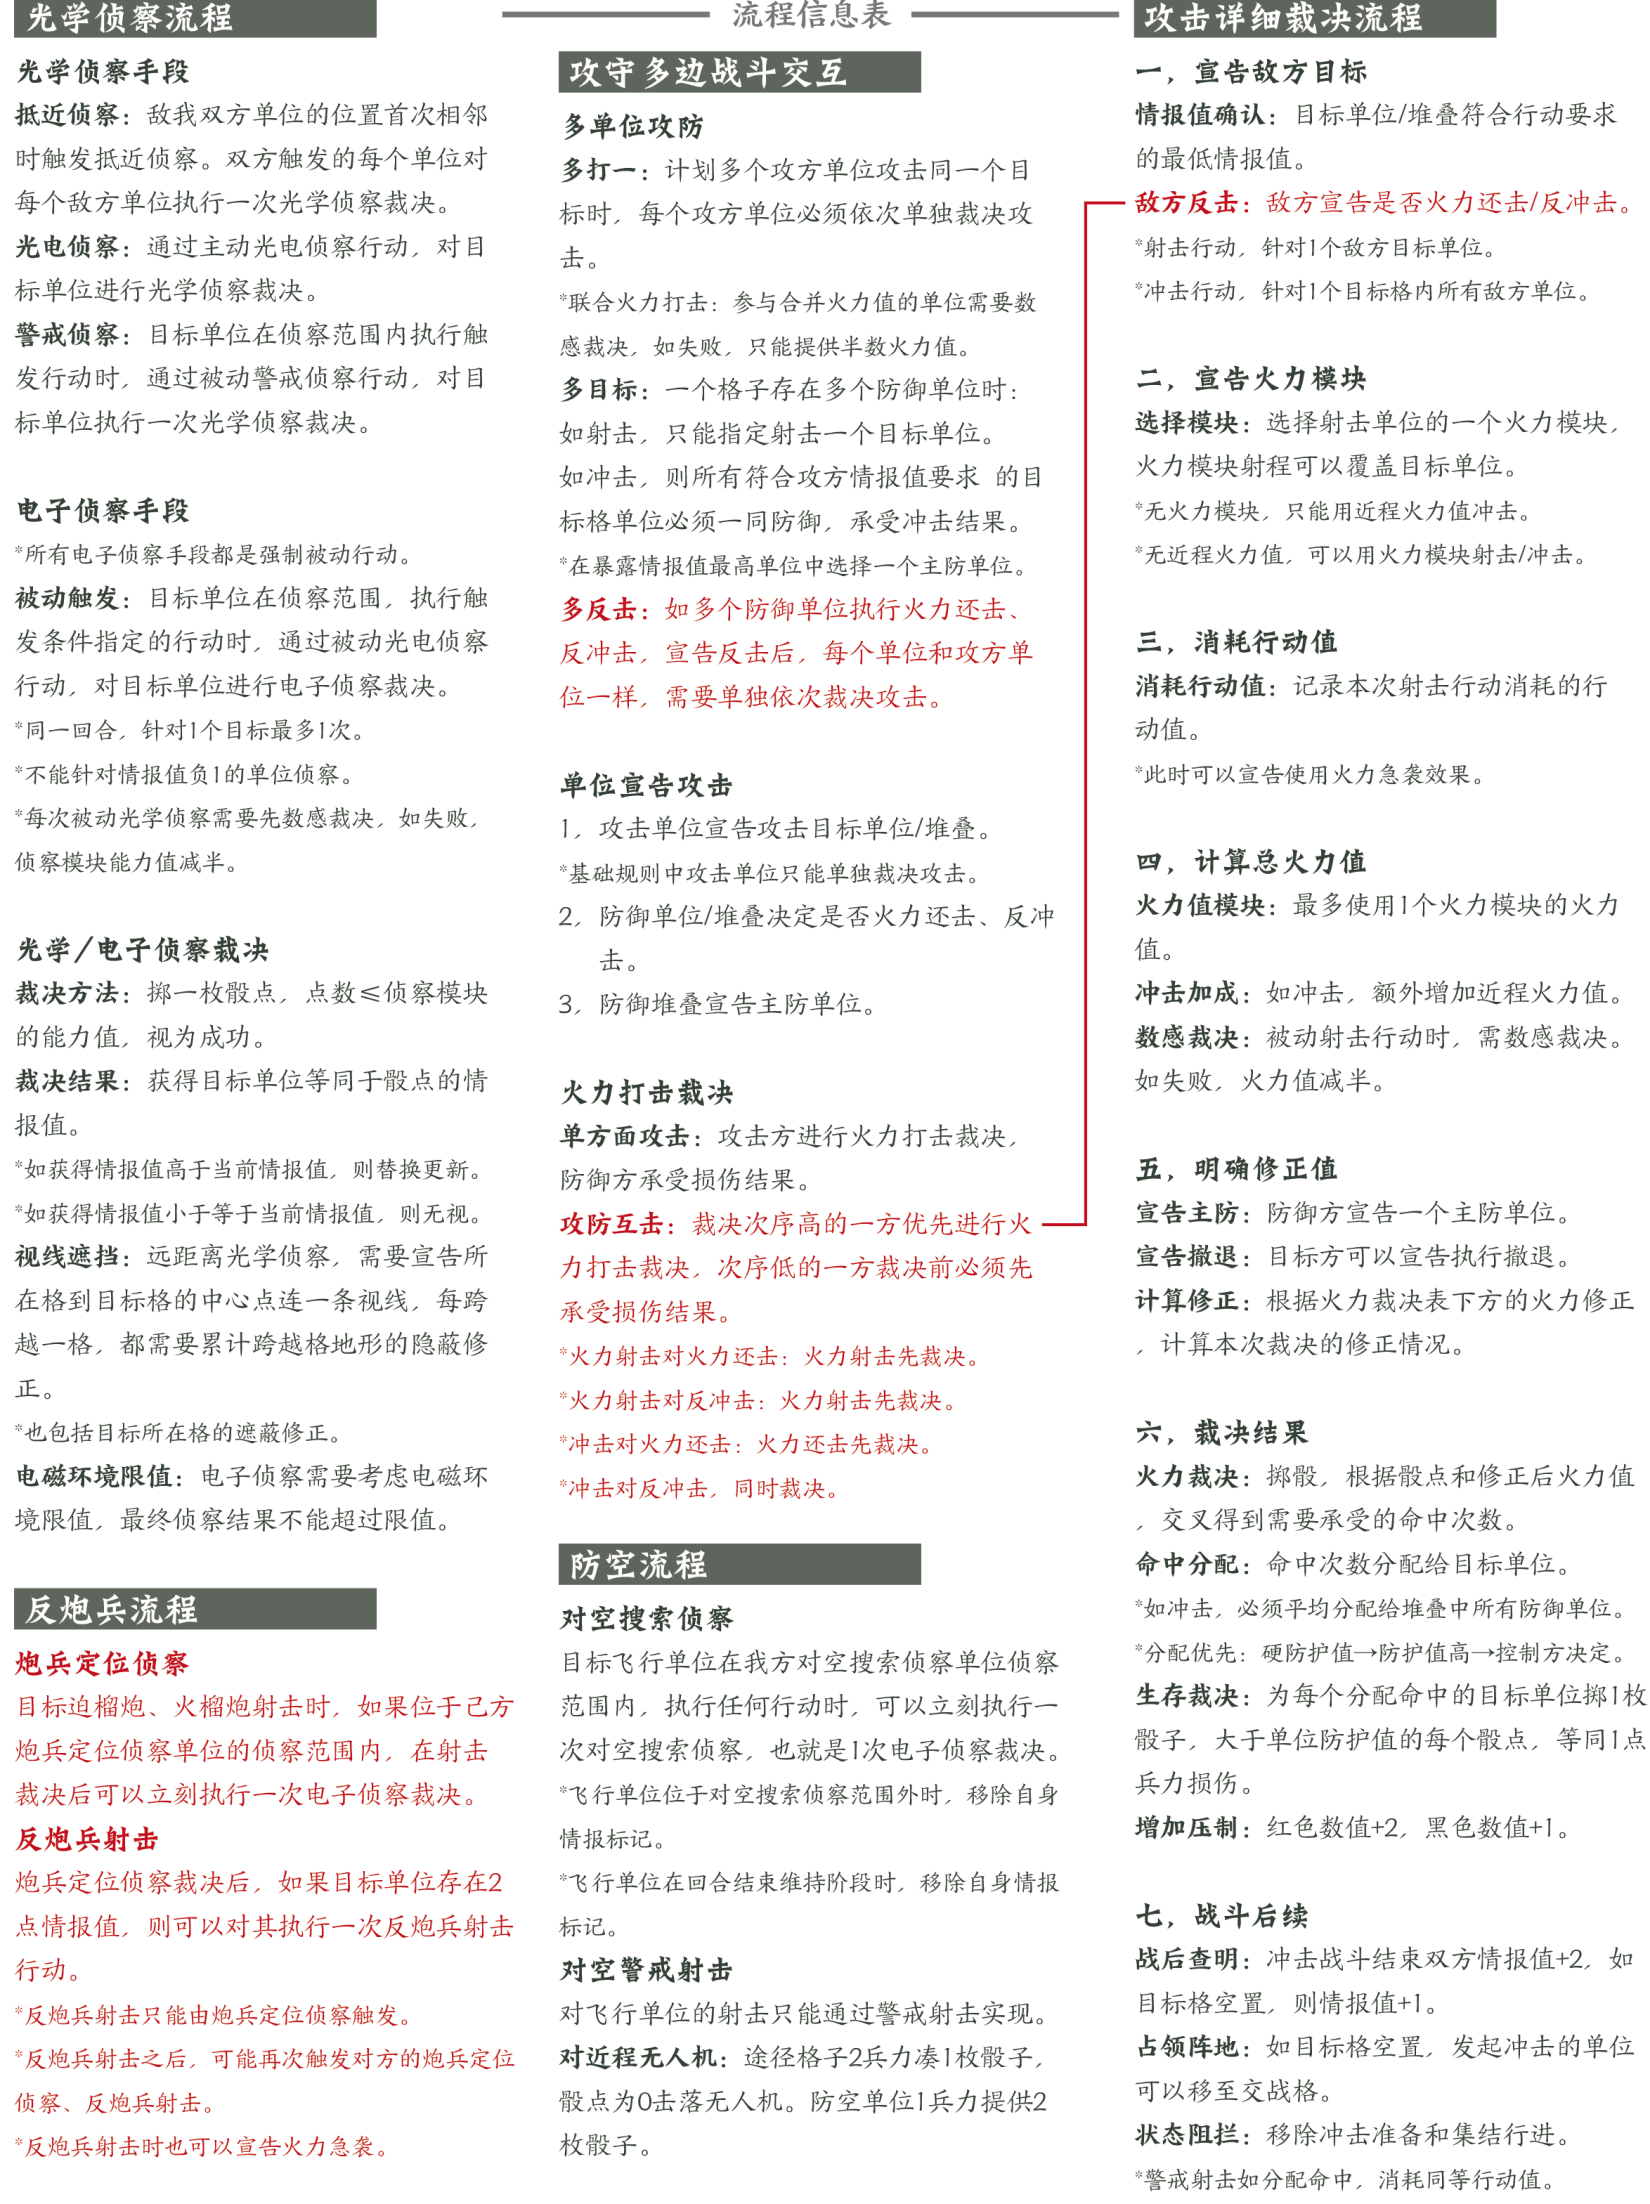 光学侦察流程
光学侦察手段
抵近侦察：敌我双方单位的位置首次相邻
时触发抵近侦察。双方触发的每个单位对
每个敌方单位执行一次光学侦察裁决。
光电侦察：通过主动光电侦察行动，对目
标单位进行光学侦察裁决。
警戒侦察：目标单位在侦察范围内执行触
发行动时，通过被动警戒侦察行动，对目
标单位执行一次光学侦察裁决。
电子侦察手段
*所有电子侦察手段都是强制被动行动。
被动触发：目标单位在侦察范围，执行触
发条件指定的行动时，通过被动光电侦察
行动，对目标单位进行电子侦察裁决。
*同一回合，针对1个目标最多1次。
*不能针对情报值负1的单位侦察。
*每次被动光学侦察需要先数感裁决，如失败，
侦察模块能力值减半。
光学/电子侦察裁决
裁决方法：掷一枚骰点，点数≤侦察模块
的能力值，视为成功。
裁决结果：获得目标单位等同于骰点的情
报值。
*如获得情报值高于当前情报值，则替换更新。
*如获得情报值小于等于当前情报值，则无视。
视线遮挡：远距离光学侦察，需要宣告所
在格到目标格的中心点连一条视线，每跨
越一格，都需要累计跨越格地形的隐蔽修
正。
*也包括目标所在格的遮蔽修正。
电磁环境限值：电子侦察需要考虑电磁环
境限值，最终侦察结果不能超过限值。
反炮兵流程
炮兵定位侦察
目标迫榴炮、火榴炮射击时，如果位于己方
炮兵定位侦察单位的侦察范围内，在射击
裁决后可以立刻执行一次电子侦察裁决。
反炮兵射击
炮兵定位侦察裁决后，如果目标单位存在2
点情报值，则可以对其执行一次反炮兵射击
行动。
*反炮兵射击只能由炮兵定位侦察触发。
*反炮兵射击之后，可能再次触发对方的炮兵定位
侦察、反炮兵射击。
*反炮兵射击时也可以宣告火力急袭。
流程信息表
攻守多边战斗交互
多单位攻防
多打一：计划多个攻方单位攻击同一个目
标时，每个攻方单位必须依次单独裁决攻
击。
*联合火力打击：参与合并火力值的单位需要数
感裁决，如失败，只能提供半数火力值。
多目标：一个格子存在多个防御单位时：
如射击，只能指定射击一个目标单位。
如冲击，则所有符合攻方情报值要求 的目
标格单位必须一同防御，承受冲击结果。
*在暴露情报值最高单位中选择一个主防单位。
多反击：如多个防御单位执行火力还击、
反冲击，宣告反击后，每个单位和攻方单
位一样，需要单独依次裁决攻击。
单位宣告攻击
1，攻击单位宣告攻击目标单位/堆叠。
*基础规则中攻击单位只能单独裁决攻击。
2，防御单位/堆叠决定是否火力还击、反冲
击。
3，防御堆叠宣告主防单位。
火力打击裁决
单方面攻击：攻击方进行火力打击裁决，
防御方承受损伤结果。
攻防互击：裁决次序高的一方优先进行火
力打击裁决，次序低的一方裁决前必须先
承受损伤结果。
*火力射击对火力还击：火力射击先裁决。
*火力射击对反冲击：火力射击先裁决。
*冲击对火力还击：火力还击先裁决。
*冲击对反冲击，同时裁决。
防空流程
对空搜索侦察
目标飞行单位在我方对空搜索侦察单位侦察
范围内，执行任何行动时，可以立刻执行一
次对空搜索侦察，也就是1次电子侦察裁决。
*飞行单位位于对空搜索侦察范围外时，移除自身
情报标记。
*飞行单位在回合结束维持阶段时，移除自身情报
标记。
对空警戒射击
对飞行单位的射击只能通过警戒射击实现。
对近程无人机：途径格子2兵力凑1枚骰子，
骰点为0击落无人机。防空单位1兵力提供2
枚骰子。
攻击详细裁决流程
一，宣告敌方目标
情报值确认：目标单位/堆叠符合行动要求
的最低情报值。
敌方反击：敌方宣告是否火力还击/反冲击。
*射击行动，针对1个敌方目标单位。
*冲击行动，针对1个目标格内所有敌方单位。
二，宣告火力模块
选择模块：选择射击单位的一个火力模块，
火力模块射程可以覆盖目标单位。
*无火力模块，只能用近程火力值冲击。
*无近程火力值，可以用火力模块射击/冲击。
三，消耗行动值
消耗行动值：记录本次射击行动消耗的行
动值。
*此时可以宣告使用火力急袭效果。
四，计算总火力值
火力值模块：最多使用1个火力模块的火力
值。
冲击加成：如冲击，额外增加近程火力值。
数感裁决：被动射击行动时，需数感裁决。
如失败，火力值减半。
五，明确修正值
宣告主防：防御方宣告一个主防单位。
宣告撤退：目标方可以宣告执行撤退。
计算修正：根据火力裁决表下方的火力修正
，计算本次裁决的修正情况。
六，裁决结果
火力裁决：掷骰，根据骰点和修正后火力值
，交叉得到需要承受的命中次数。
命中分配：命中次数分配给目标单位。
*如冲击，必须平均分配给堆叠中所有防御单位。
*分配优先：硬防护值→防护值高→控制方决定。
生存裁决：为每个分配命中的目标单位掷1枚
骰子，大于单位防护值的每个骰点，等同1点
兵力损伤。
增加压制：红色数值+2，黑色数值+1。
七，战斗后续
战后查明：冲击战斗结束双方情报值+2，如
目标格空置，则情报值+1。
占领阵地：如目标格空置，发起冲击的单位
可以移至交战格。
状态阻拦：移除冲击准备和集结行进。
*警戒射击如分配命中，消耗同等行动值。